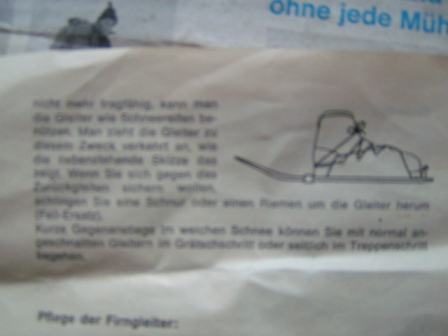 ohne jede Müh
nicht mehr tragfähig, kann man
die Gleiter wie Schneereifen be-
nützen. Man zieht die Gleiter zu
diesem Zweck verkehrt an, wie
die nebenstehende Skizze das
zeigt. Wenn Sie sich gegen das
Zurückgleiten sichern wollen,
schlingen Sie eine Schnur oder einen Riemen um die Gleiter herum
(Fell-Ersatz).
Kurze Gegenanstiege im weichen Schnee können Sie mit normal an-
geschnallten Gleitern im Grätschschritt oder seitlich im Treppenschritt
begehen.
Pflege der Firngleiter: